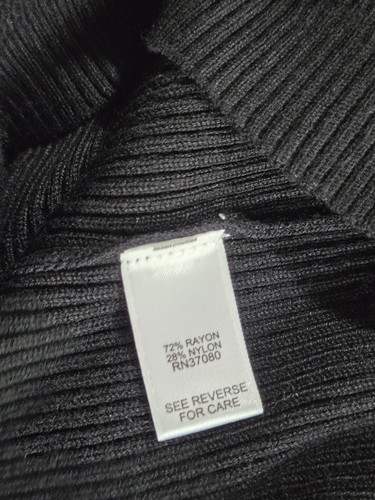 72% RAYON
28% NYLON
RN37080
SEE REVERSE
FOR CARE